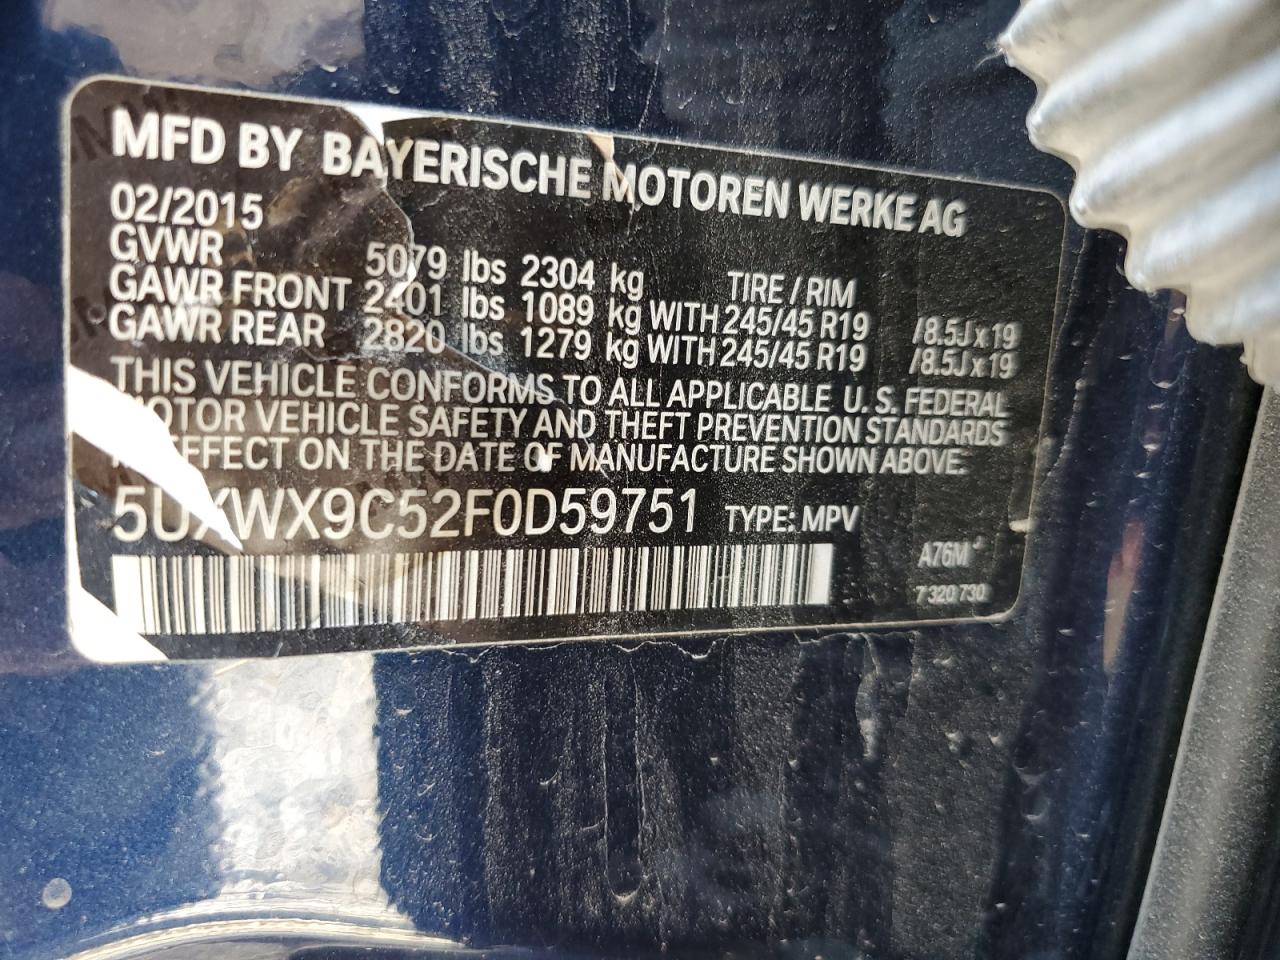 MFD BY BAYERISCHE MOTOREN WERKE AG
02/2015
GVWR 5079 lbs 2304 kg TIRE / RIM
GAWR FRONT 2401 lbs 1089 kg WITH 245/45 R19 /8.5J x 19
GAWR REAR 2820 lbs 1279 kg WITH 245/45 R19 /8.5J x 19
THIS VEHICLE CONFORMS TO ALL APPLICABLE U.S. FEDERAL
MOTOR VEHICLE SAFETY AND THEFT PREVENTION STANDARDS
IN EFFECT ON THE DATE OF MANUFACTURE SHOWN ABOVE.
5UXWX9C52F0D59751 TYPE: MPV
A76M
7 320 730